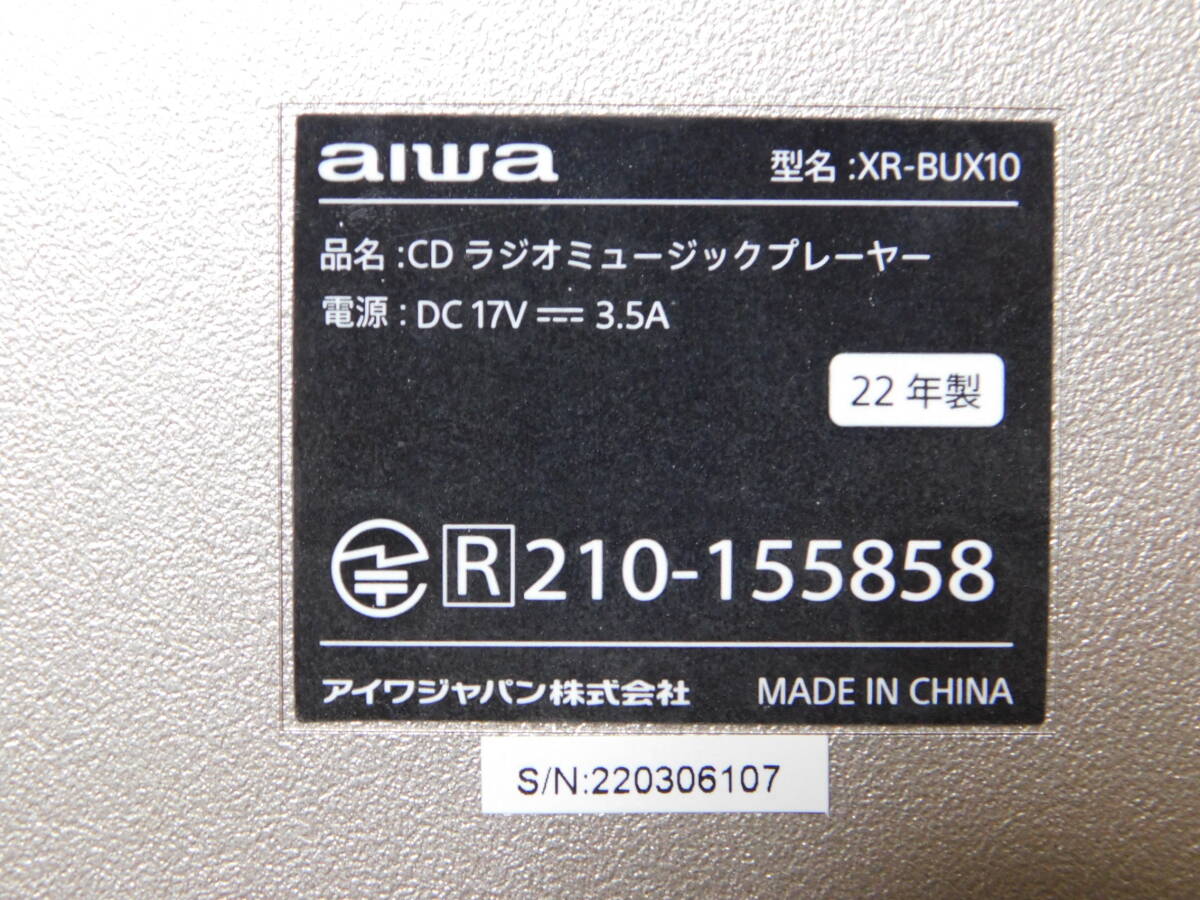 aiwa 型名 :XR-BUX10
品名 :CD ラジオミュージックプレーヤー
電源 : DC 17V ⎓ 3.5A
22 年製
R 210-155858
アイワジャパン株式会社 MADE IN CHINA
S/N:220306107